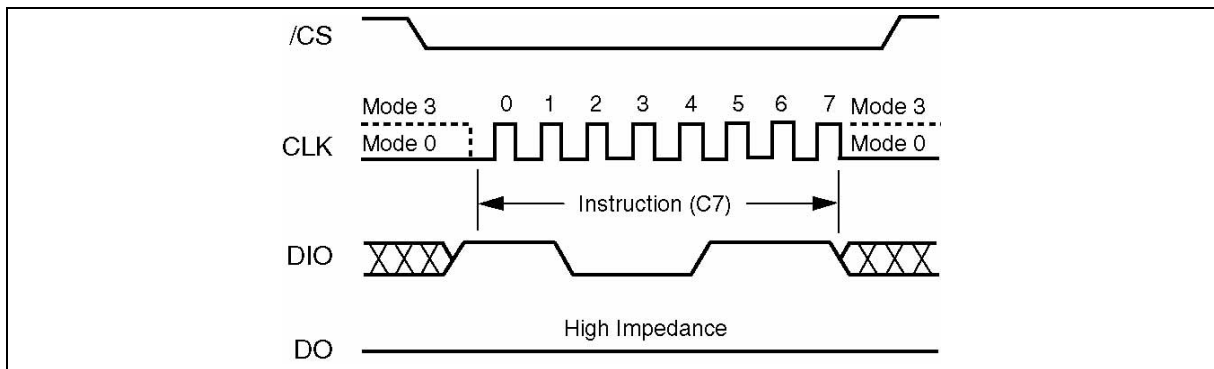 /CS
Mode 3 0 1 2 3 4 5 6 7 Mode 3
CLK Mode 0 Mode 0
Instruction (C7)
DIO
High Impedance
DO